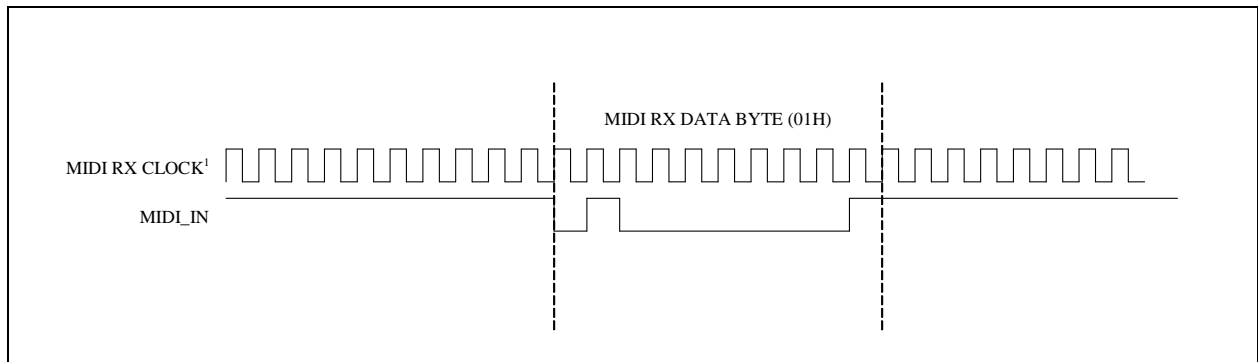 MIDI RX DATA BYTE (01H)
MIDI RX CLOCK¹
MIDI_IN